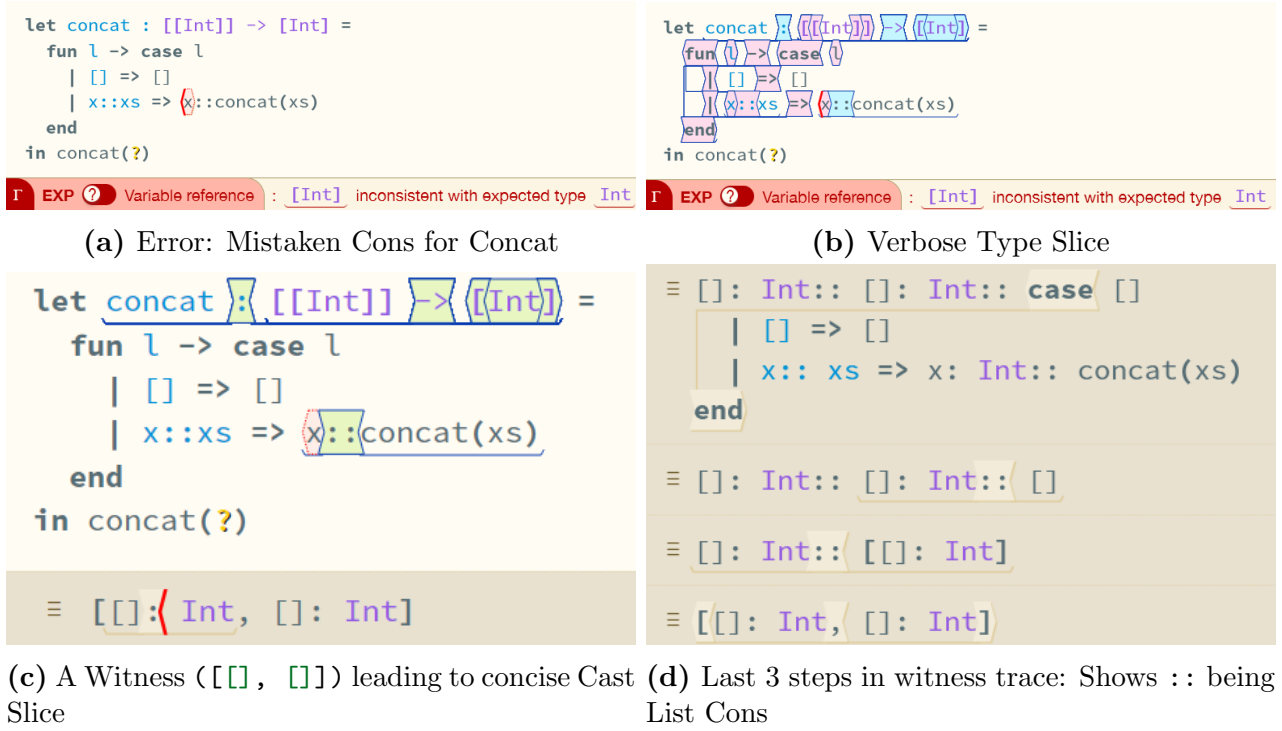 let concat : [[Int]] -> [Int] =
fun l -> case l
| [] => []
| x::xs => x::concat(xs)
end
in concat(?)
Γ EXP ? Variable reference : [Int] inconsistent with expected type Int
(a) Error: Mistaken Cons for Concat
let concat : [[Int]] -> [Int] =
fun l -> case l
| [] => []
| x::xs => x::concat(xs)
end
in concat(?)
Γ EXP ? Variable reference : [Int] inconsistent with expected type Int
(b) Verbose Type Slice
let concat : [[Int]] -> [Int] =
fun l -> case l
| [] => []
| x::xs => x::concat(xs)
end
in concat(?)
≡ [[]: Int, []: Int]
(c) A Witness ([[], []]) leading to concise Cast
Slice
≡ []: Int:: []: Int:: case []
| [] => []
| x:: xs => x: Int:: concat(xs)
end
≡ []: Int:: []: Int:: []
≡ []: Int:: [[]: Int]
≡ [[]: Int, []: Int]
(d) Last 3 steps in witness trace: Shows :: being
List Cons